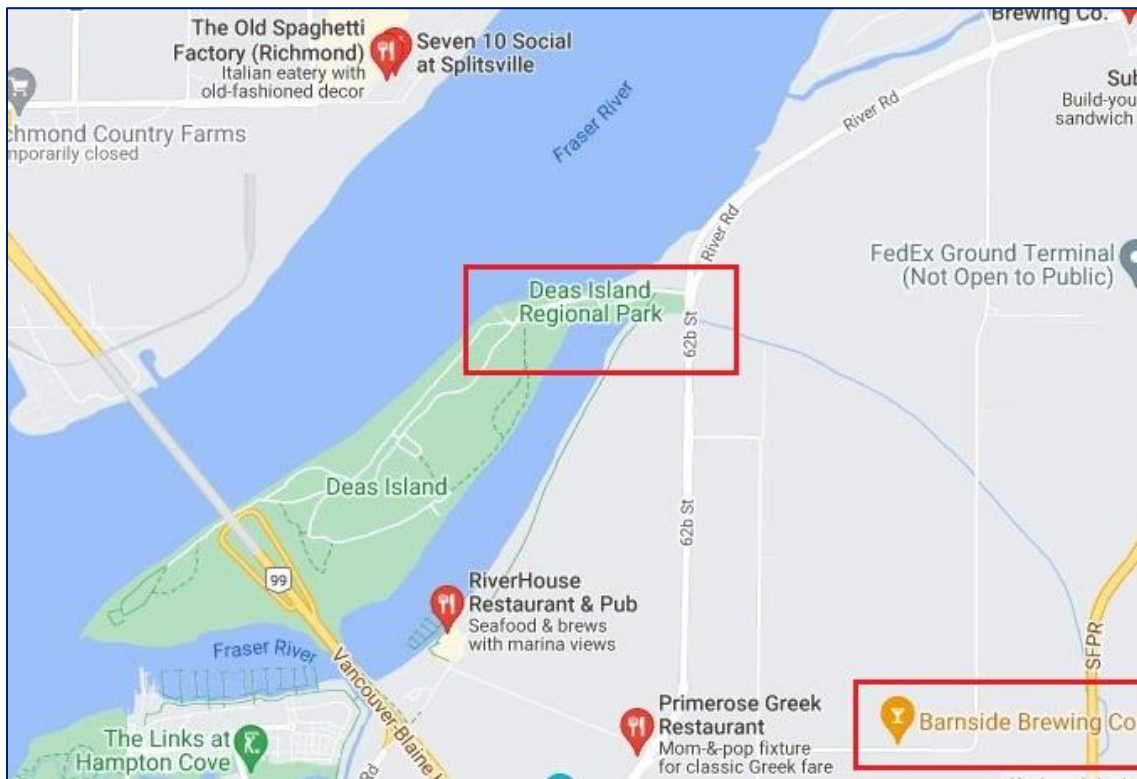 Brewing Co.
The Old Spaghetti
Factory (Richmond)
Italian eatery with
old-fashioned decor
Seven 10 Social
at Splitsville
Sub
Build-you
sandwich
chmond Country Farms
mporarily closed
Fraser River
River Rd
River Rd
FedEx Ground Terminal
(Not Open to Public)
Deas Island
Regional Park
62b St
Deas Island
62b St
99
RiverHouse
Restaurant & Pub
Seafood & brews
with marina views
Fraser River
Vancouver-Blaine
SFPR
Primerose Greek
Restaurant
Mom-&-pop fixture
for classic Greek fare
Barnside Brewing Co
The Links at
Hampton Cove
Rd